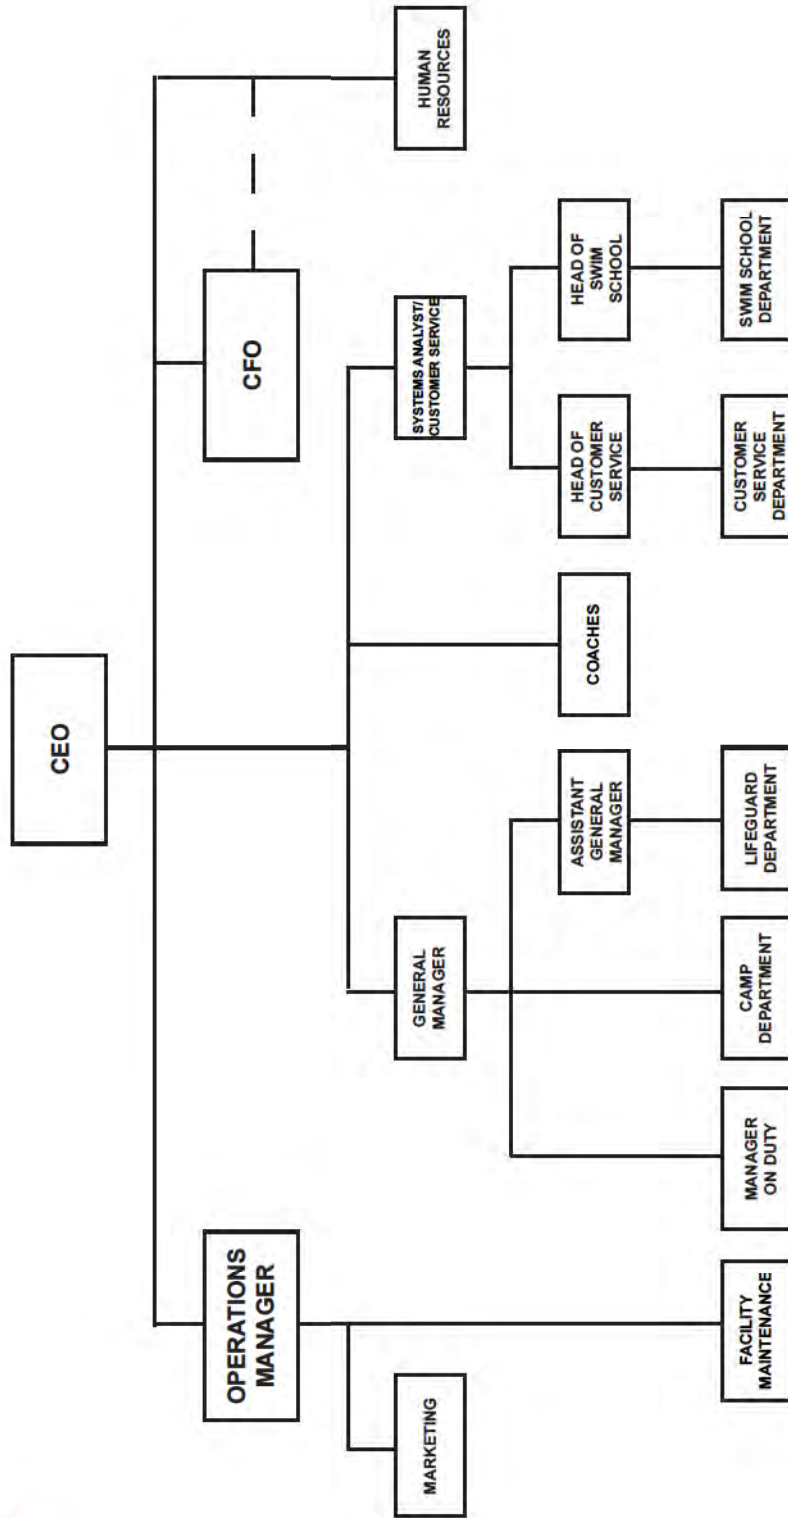 CEO
OPERATIONS
MANAGER
CFO
MARKETING
GENERAL
MANAGER
SYSTEMS ANALYST/
CUSTOMER SERVICE
HUMAN
RESOURCES
ASSISTANT
GENERAL
MANAGER
COACHES
HEAD OF
CUSTOMER
SERVICE
HEAD OF
SWIM
SCHOOL
FACILITY
MAINTENANCE
MANAGER
ON DUTY
CAMP
DEPARTMENT
LIFEGUARD
DEPARTMENT
CUSTOMER
SERVICE
DEPARTMENT
SWIM SCHOOL
DEPARTMENT